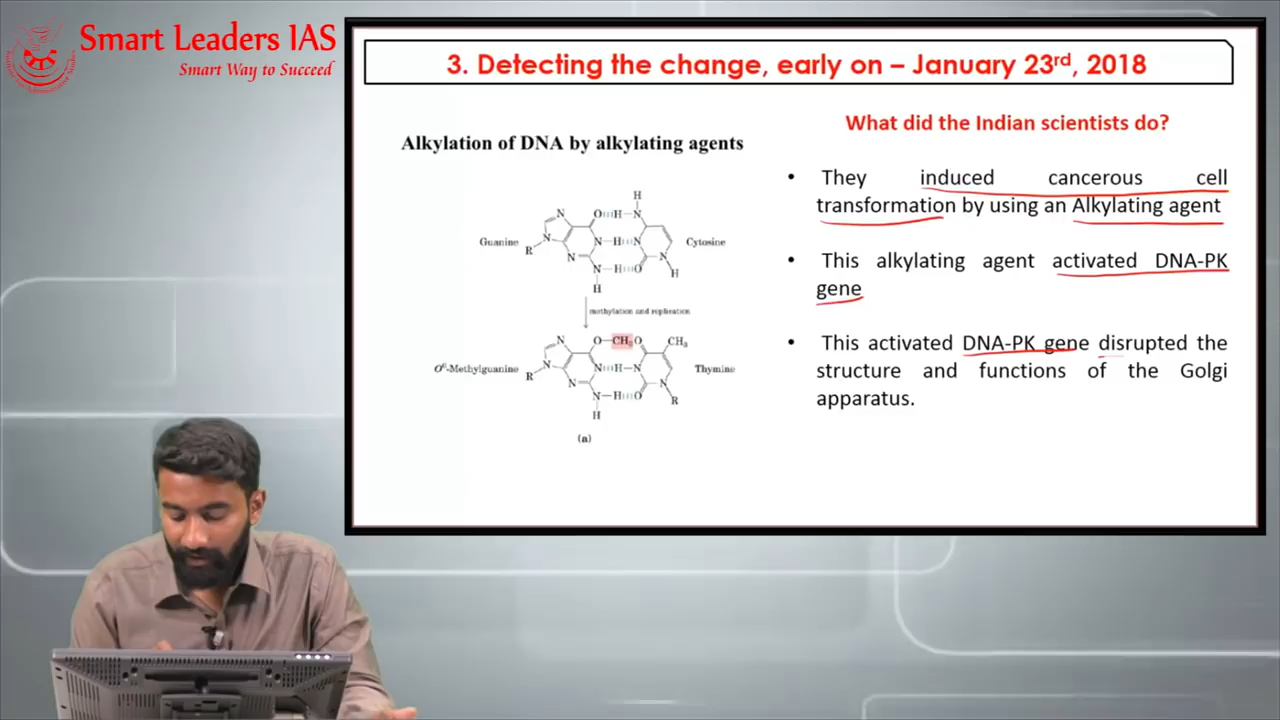 Smart Leaders IAS
Smart Way to Succeed
3. Detecting the change, early on – January 23rd, 2018
What did the Indian scientists do?
Alkylation of DNA by alkylating agents
H
N
O H–N
Guanine
N
N–H N
Cytosine
R
N
O
N
N–H O
H
H
methylation and replication
N
O–CH3 O
CH3
O6-Methylguanine
N
N H–N
Thymine
R
N
O
N
N–H O
R
H
(a)
• They induced cancerous cell
transformation by using an Alkylating agent
• This alkylating agent activated DNA-PK
gene
• This activated DNA-PK gene disrupted the
structure and functions of the Golgi
apparatus.